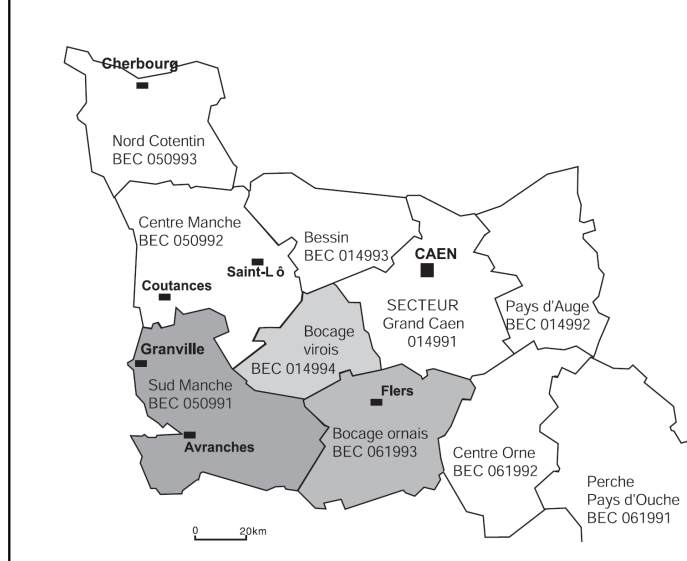 Cherbourg
Nord Cotentin
BEC 050993
Centre Manche
BEC 050992
Saint-L ô
Coutances
Bessin
BEC 014993
CAEN
SECTEUR
Grand Caen
014991
Pays d'Auge
BEC 014992
Bocage
virois
BEC 014994
Granville
Sud Manche
BEC 050991
Avranches
Flers
Bocage ornais
BEC 061993
Centre Orne
BEC 061992
Perche
Pays d'Ouche
BEC 061991
0 20km